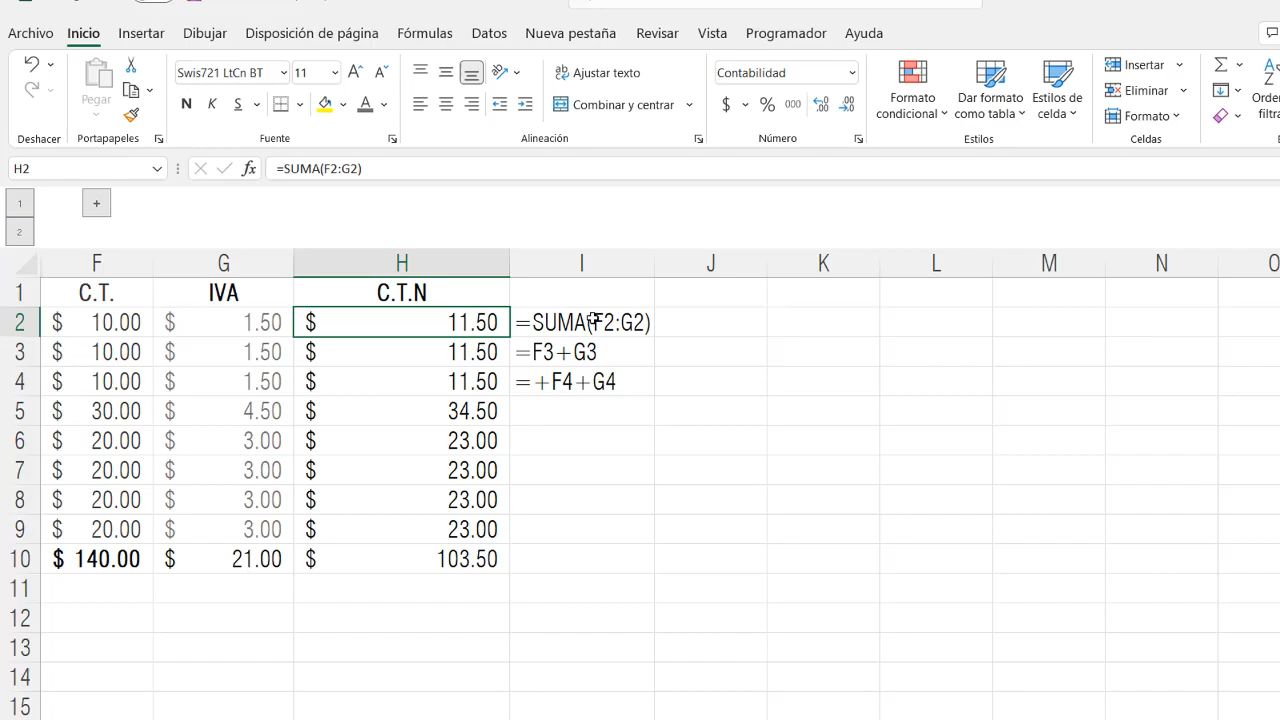 Archivo Inicio Insertar Dibujar Disposición de página Fórmulas Datos Nueva pestaña Revisar Vista Programador Ayuda
Swis721 LtCn BT 11 Ajustar texto Contabilidad Insertar
Pegar N K S A Combinar y centrar $ % 000 Formato condicional Dar formato como tabla Estilos de celda Eliminar
Formato
Deshacer Portapapeles Fuente Alineación Número Estilos Celdas
H2 fx =SUMA(F2:G2)
1 +
2
F G H I J K L M N O
1 C.T. IVA C.T.N
2 $ 10.00 $ 1.50 $ 11.50 =SUMA(F2:G2)
3 $ 10.00 $ 1.50 $ 11.50 =F3+G3
4 $ 10.00 $ 1.50 $ 11.50 =+F4+G4
5 $ 30.00 $ 4.50 $ 34.50
6 $ 20.00 $ 3.00 $ 23.00
7 $ 20.00 $ 3.00 $ 23.00
8 $ 20.00 $ 3.00 $ 23.00
9 $ 20.00 $ 3.00 $ 23.00
10 $ 140.00 $ 21.00 $ 103.50
11
12
13
14
15